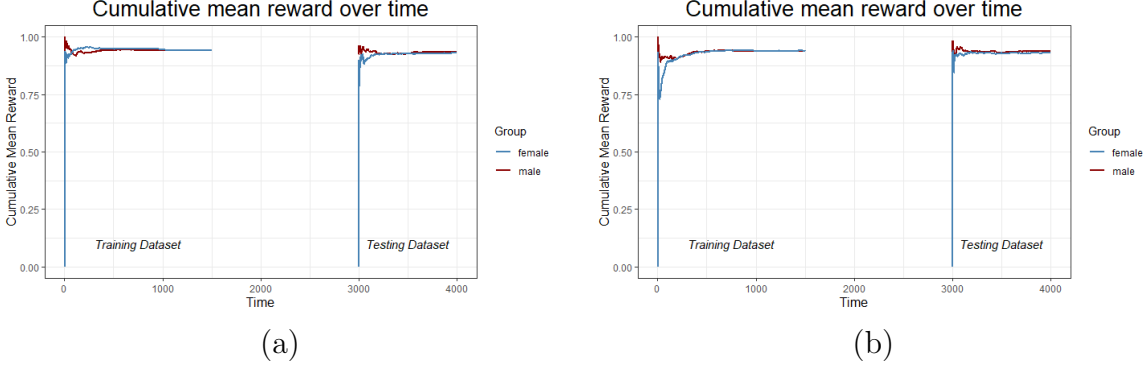 Cumulative mean reward over time
Cumulative Mean Reward
1.00
0.75
0.50
0.25
0.00
Training Dataset
Testing Dataset
0
1000
2000
3000
4000
Time
Group
female
male
(a)
Cumulative mean reward over time
Cumulative Mean Reward
1.00
0.75
0.50
0.25
0.00
Training Dataset
Testing Dataset
0
1000
2000
3000
4000
Time
Group
female
male
(b)